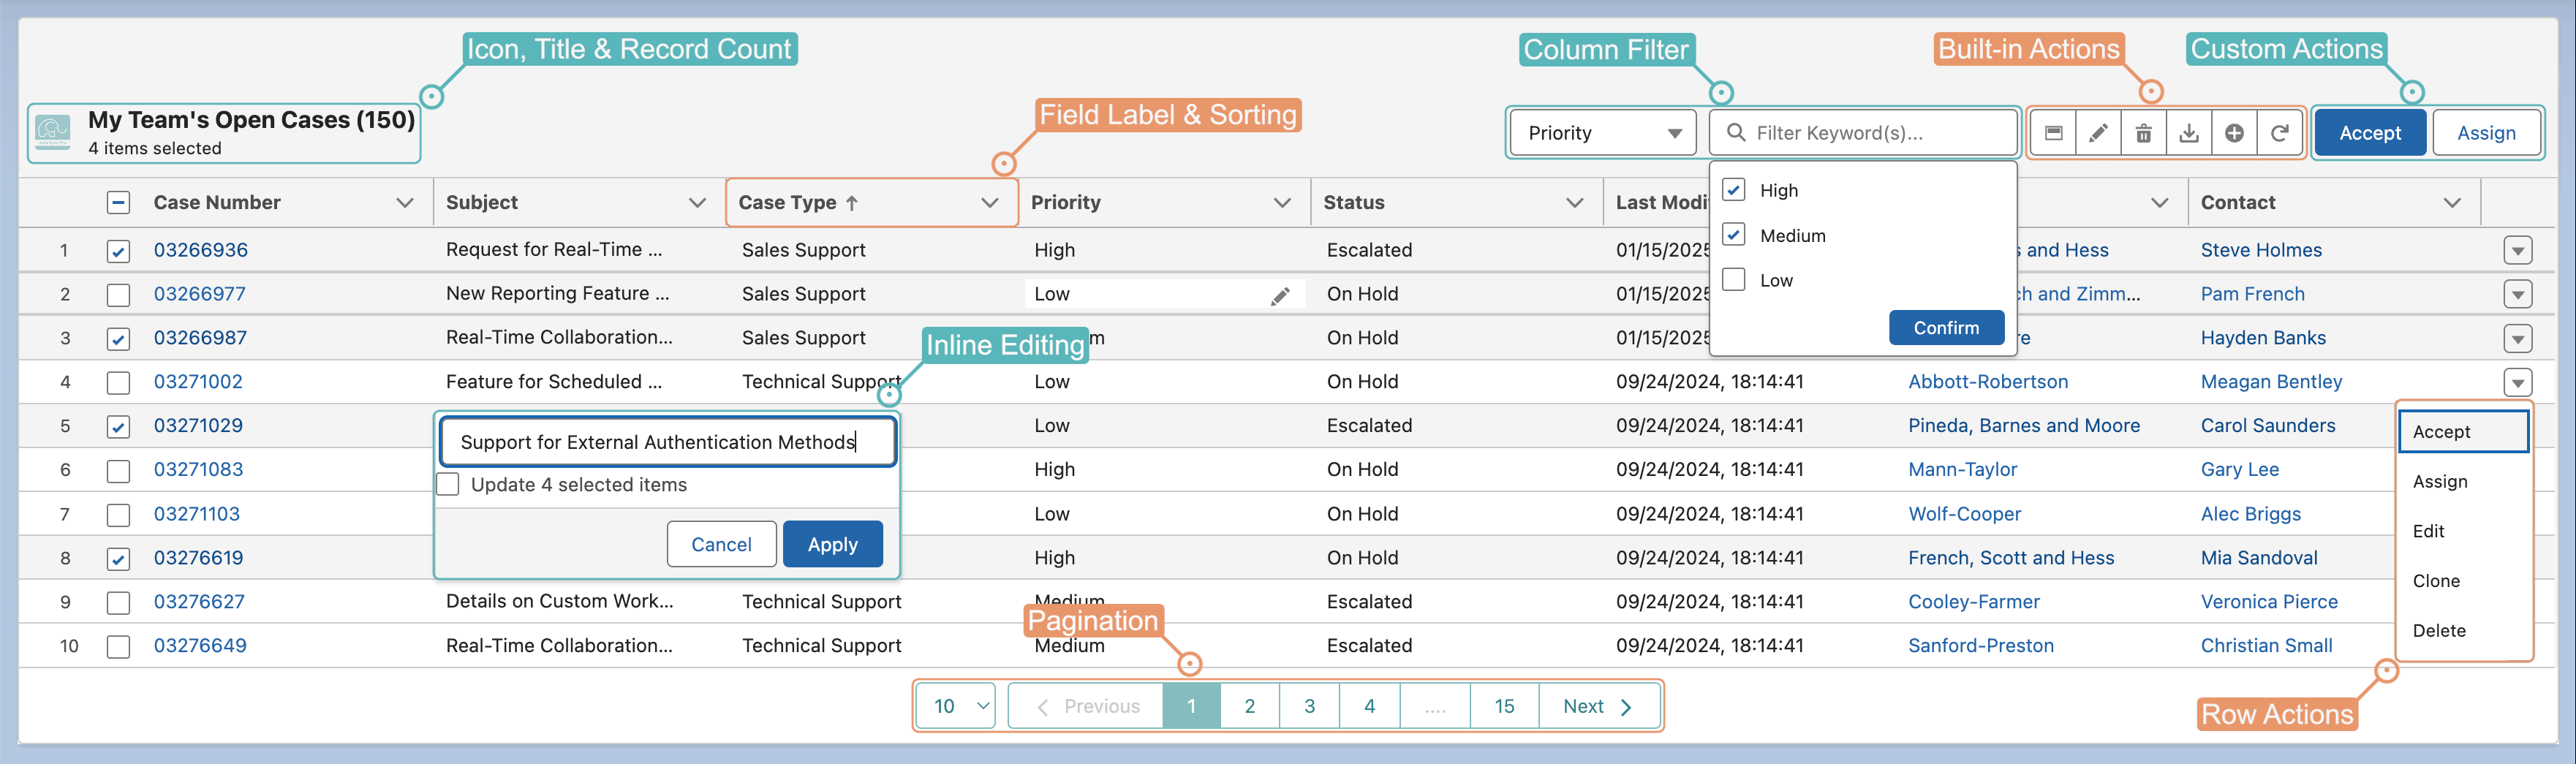 Icon, Title & Record Count
Column Filter
Built-in Actions
Custom Actions
My Team's Open Cases (150)
4 items selected
Field Label & Sorting
Priority
Filter Keyword(s)...
Accept
Assign
Case Number Subject Case Type Priority Status Last Modi Contact
High
Medium
Low
Confirm
1 03266936 Request for Real-Time ... Sales Support High Escalated 01/15/2025 s and Hess Steve Holmes
2 03266977 New Reporting Feature ... Sales Support Low On Hold 01/15/2025 ch and Zimm... Pam French
3 03266987 Real-Time Collaboration... Sales Support m On Hold 01/15/2025 re Hayden Banks
Inline Editing
4 03271002 Feature for Scheduled ... Technical Support Low On Hold 09/24/2024, 18:14:41 Abbott-Robertson Meagan Bentley
5 03271029 Low Escalated 09/24/2024, 18:14:41 Pineda, Barnes and Moore Carol Saunders
Support for External Authentication Methods
Update 4 selected items
Cancel
Apply
6 03271083 High On Hold 09/24/2024, 18:14:41 Mann-Taylor Gary Lee
7 03271103 Low On Hold 09/24/2024, 18:14:41 Wolf-Cooper Alec Briggs
8 03276619 High On Hold 09/24/2024, 18:14:41 French, Scott and Hess Mia Sandoval
9 03276627 Details on Custom Work... Technical Support Medium Escalated 09/24/2024, 18:14:41 Cooley-Farmer Veronica Pierce
10 03276649 Real-Time Collaboration... Technical Support Medium Escalated 09/24/2024, 18:14:41 Sanford-Preston Christian Small
Accept
Assign
Edit
Clone
Delete
Pagination
10
Previous 1 2 3 4 .... 15 Next
Row Actions